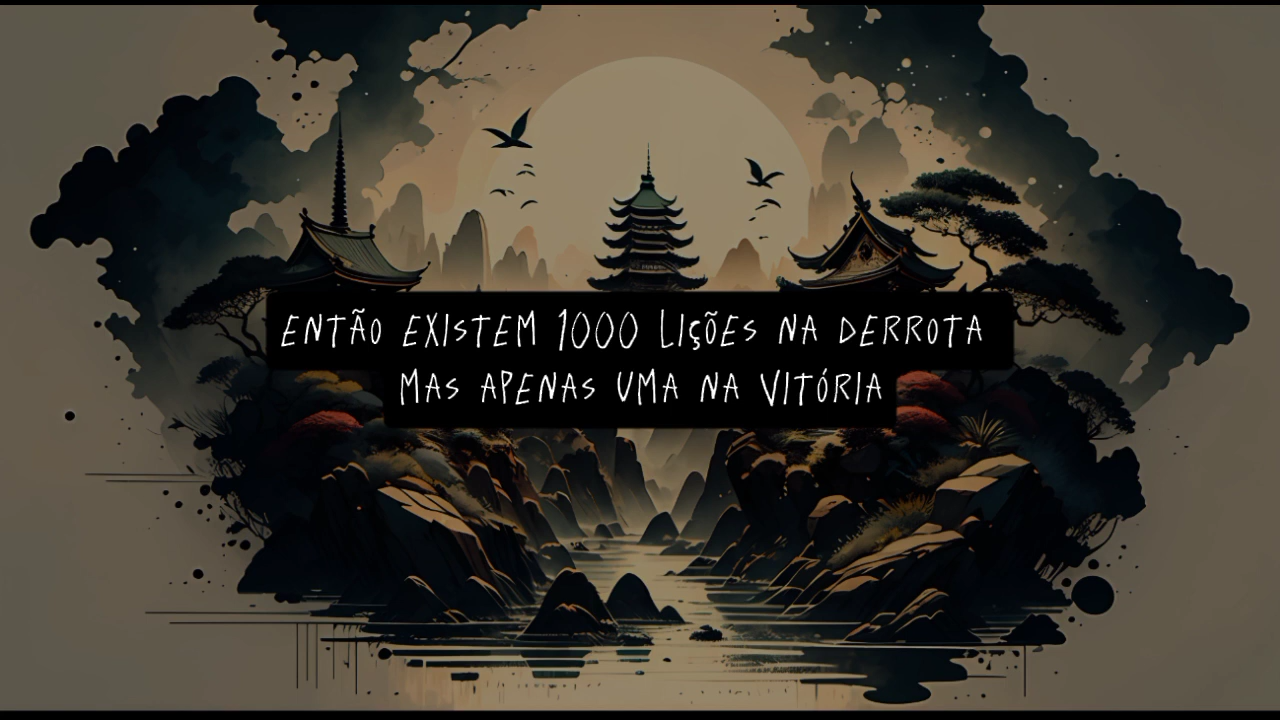 ENTÃO EXISTEM 1000 LIÇÕES NA DERROTA
MAS APENAS UMA NA VITÓRIA